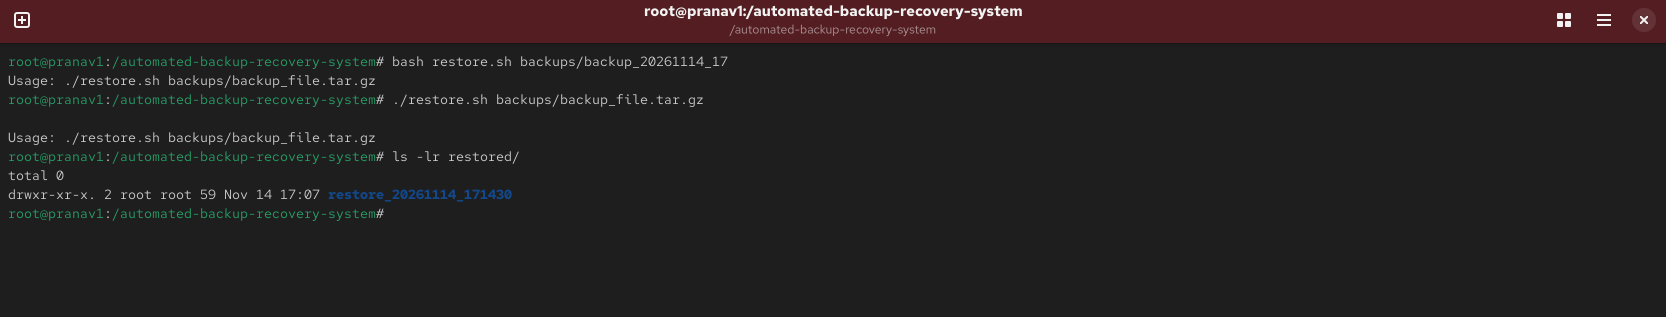 root@pranav1:/automated-backup-recovery-system
/automated-backup-recovery-system
root@pranav1:/automated-backup-recovery-system# bash restore.sh backups/backup_20261114_17
Usage: ./restore.sh backups/backup_file.tar.gz
root@pranav1:/automated-backup-recovery-system# ./restore.sh backups/backup_file.tar.gz
Usage: ./restore.sh backups/backup_file.tar.gz
root@pranav1:/automated-backup-recovery-system# ls -lr restored/
total 0
drwxr-xr-x. 2 root root 59 Nov 14 17:07 restore_20261114_171430
root@pranav1:/automated-backup-recovery-system#